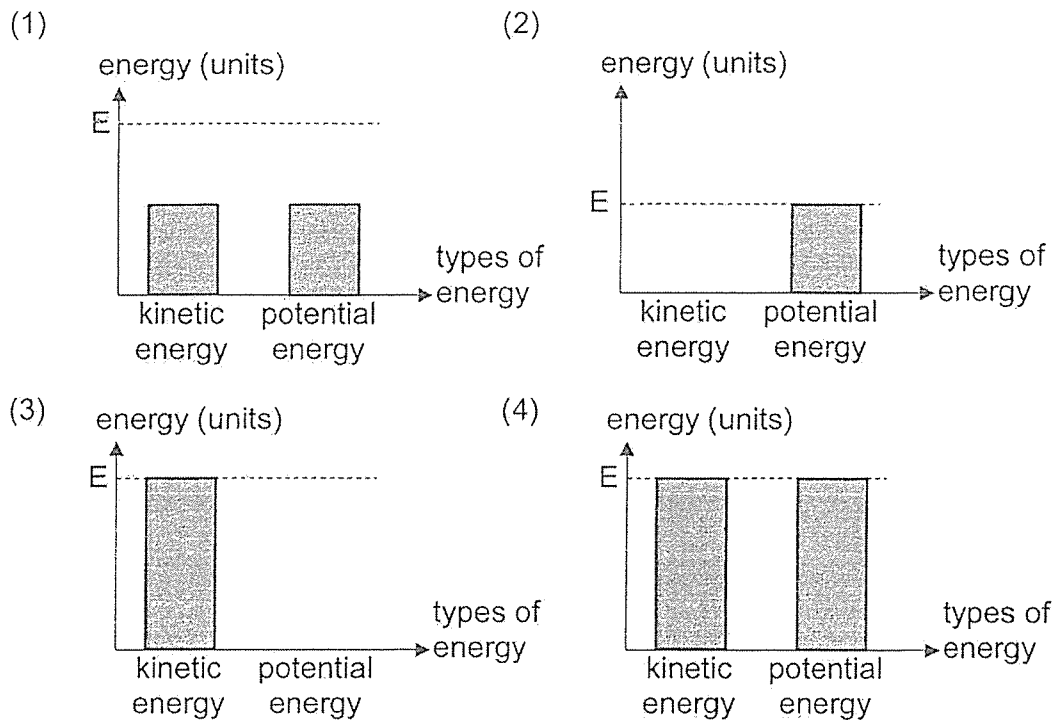 (1)
energy (units)
E
types of
energy
kinetic
energy
potential
energy
(2)
energy (units)
E
types of
energy
kinetic
energy
potential
energy
(3)
energy (units)
E
types of
energy
kinetic
energy
potential
energy
(4)
energy (units)
E
types of
energy
kinetic
energy
potential
energy